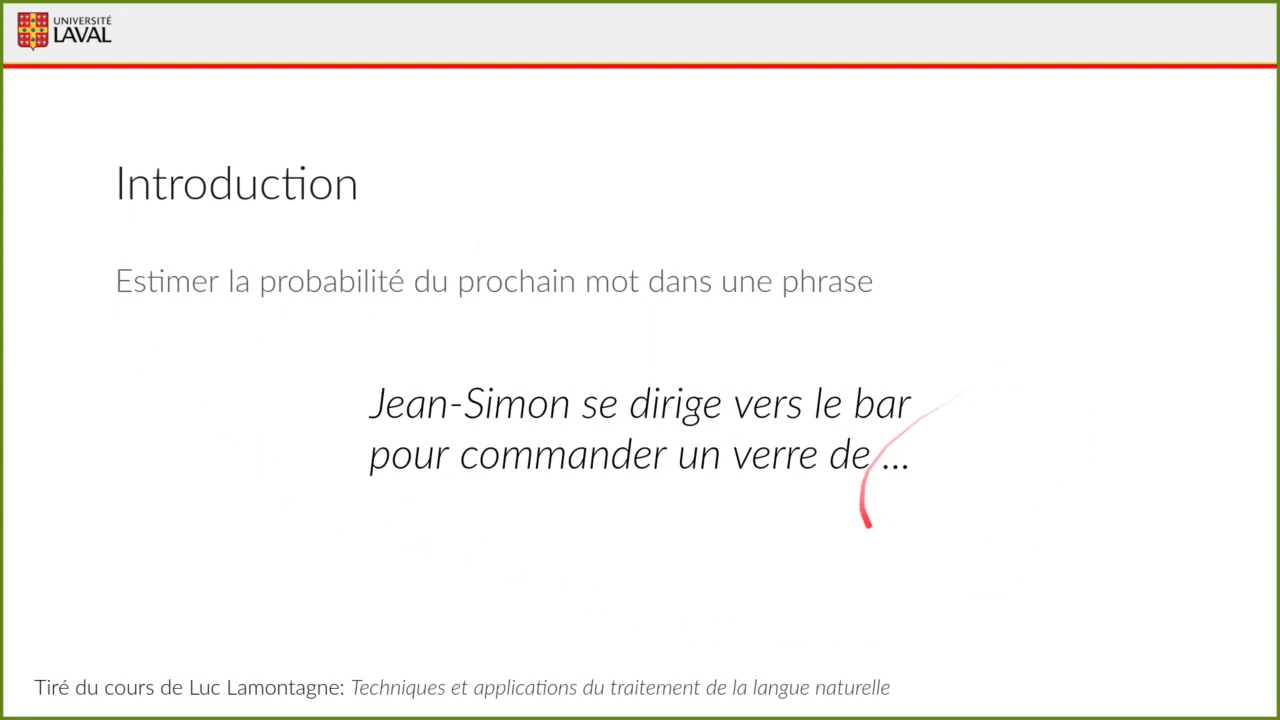 UNIVERSITÉ
LAVAL
Introduction
Estimer la probabilité du prochain mot dans une phrase
Jean-Simon se dirige vers le bar
pour commander un verre de ...
Tiré du cours de Luc Lamontagne: Techniques et applications du traitement de la langue naturelle